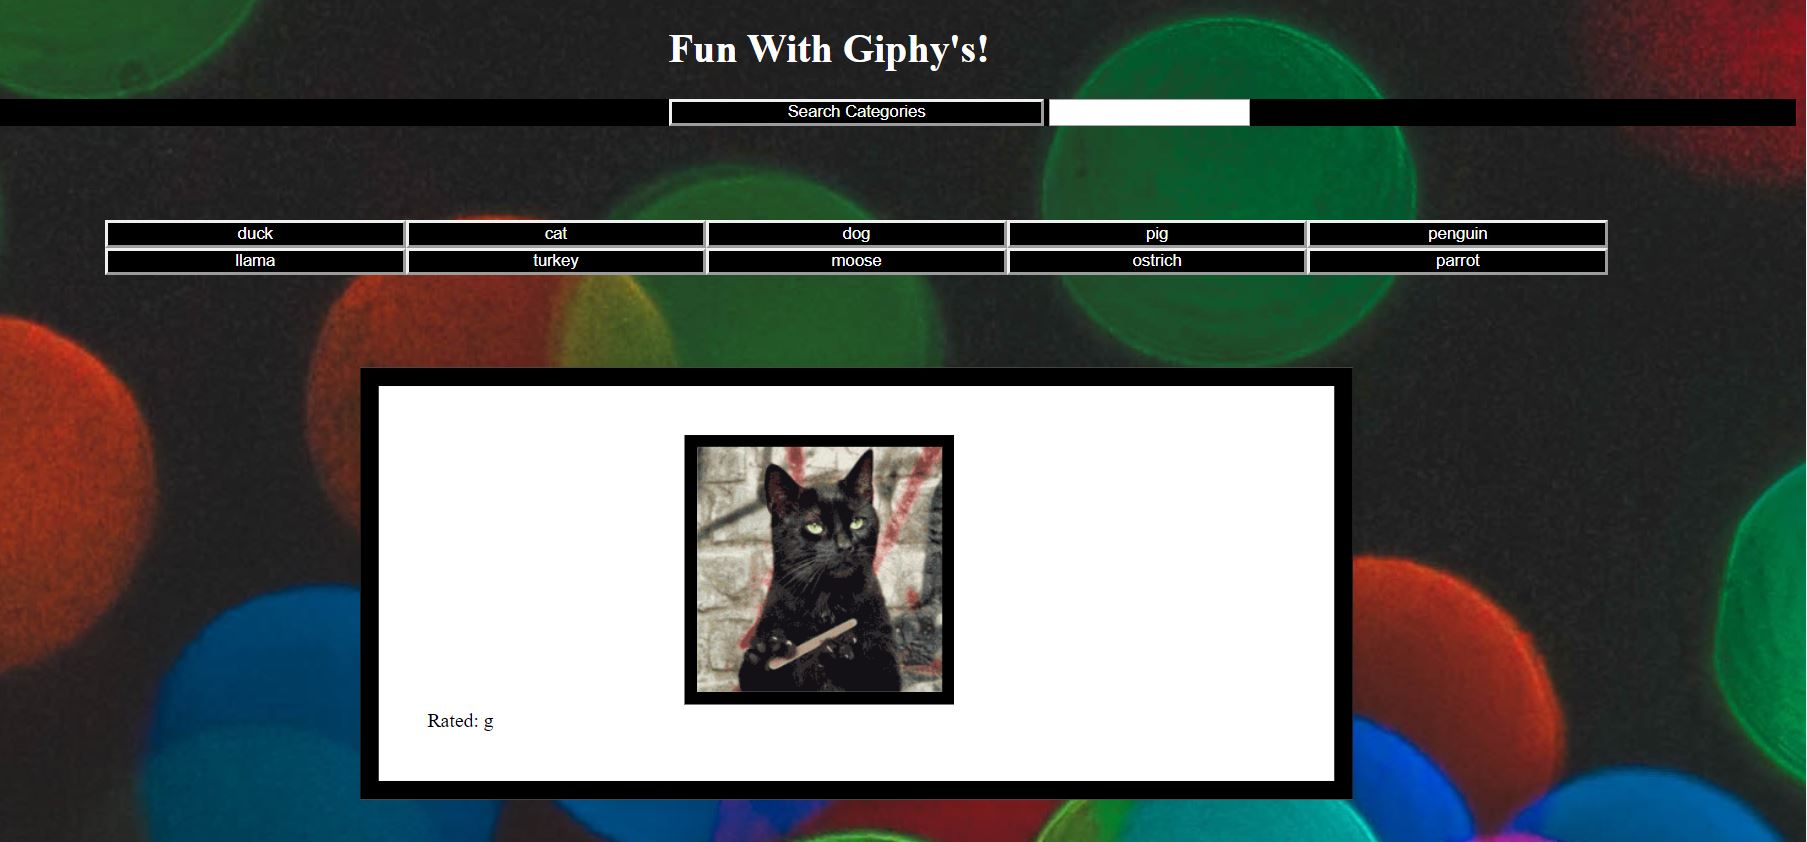 Fun With Giphy's!
Search Categories
duck cat dog pig penguin
llama turkey moose ostrich parrot
Rated: g